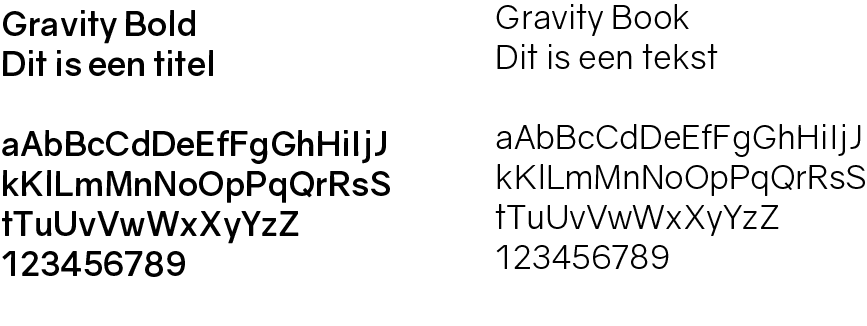 Gravity Bold
Dit is een titel
aAbBcCdDeEfFgGhHiIjJ
kKlLmMnNoOpPqQrRsS
tTuUvVwWxXyYzZ
123456789
Gravity Book
Dit is een tekst
aAbBcCdDeEfFgGhHiIjJ
kKlLmMnNoOpPqQrRsS
tTuUvVwWxXyYzZ
123456789